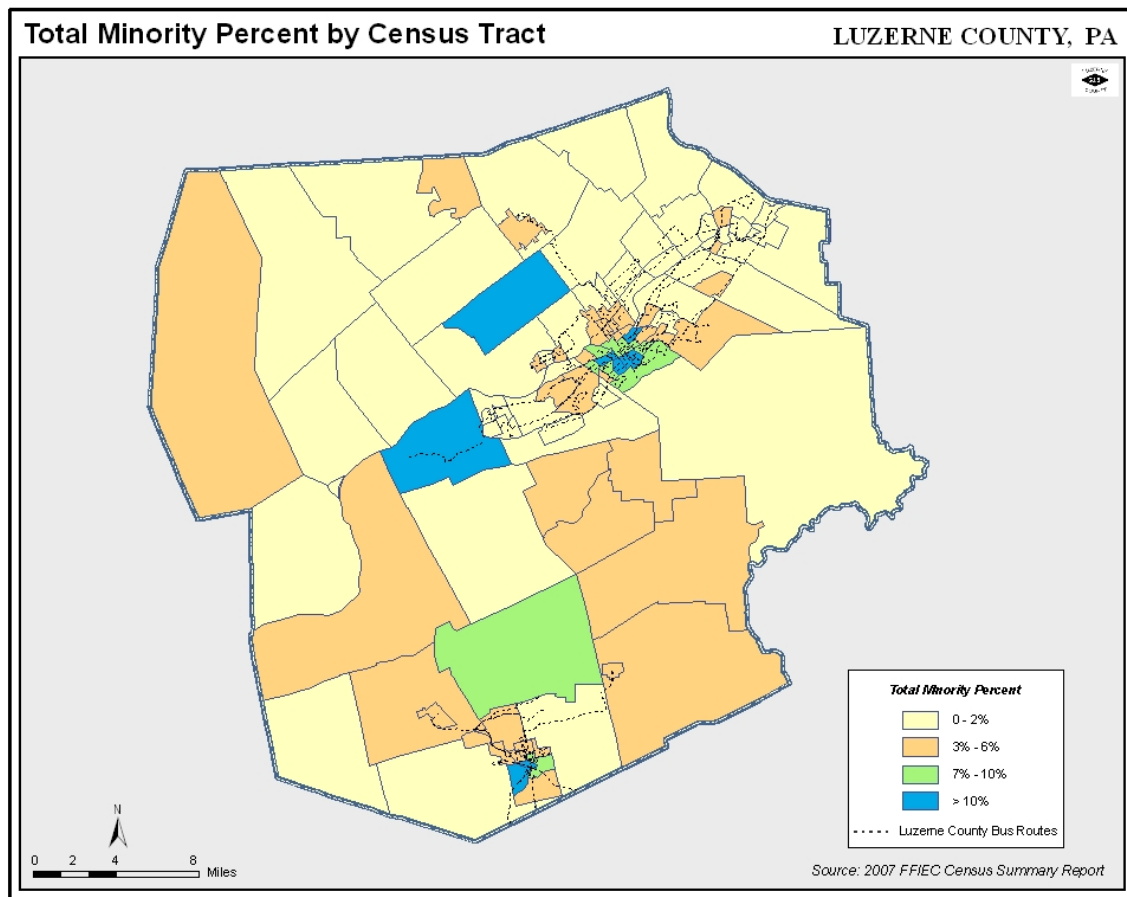 Total Minority Percent by Census Tract
LUZERNE COUNTY, PA
GIS
Total Minority Percent
0 - 2%
3% - 6%
7% - 10%
> 10%
Luzerne County Bus Routes
N
0 2 4 8
Miles
Source: 2007 FFIEC Census Summary Report